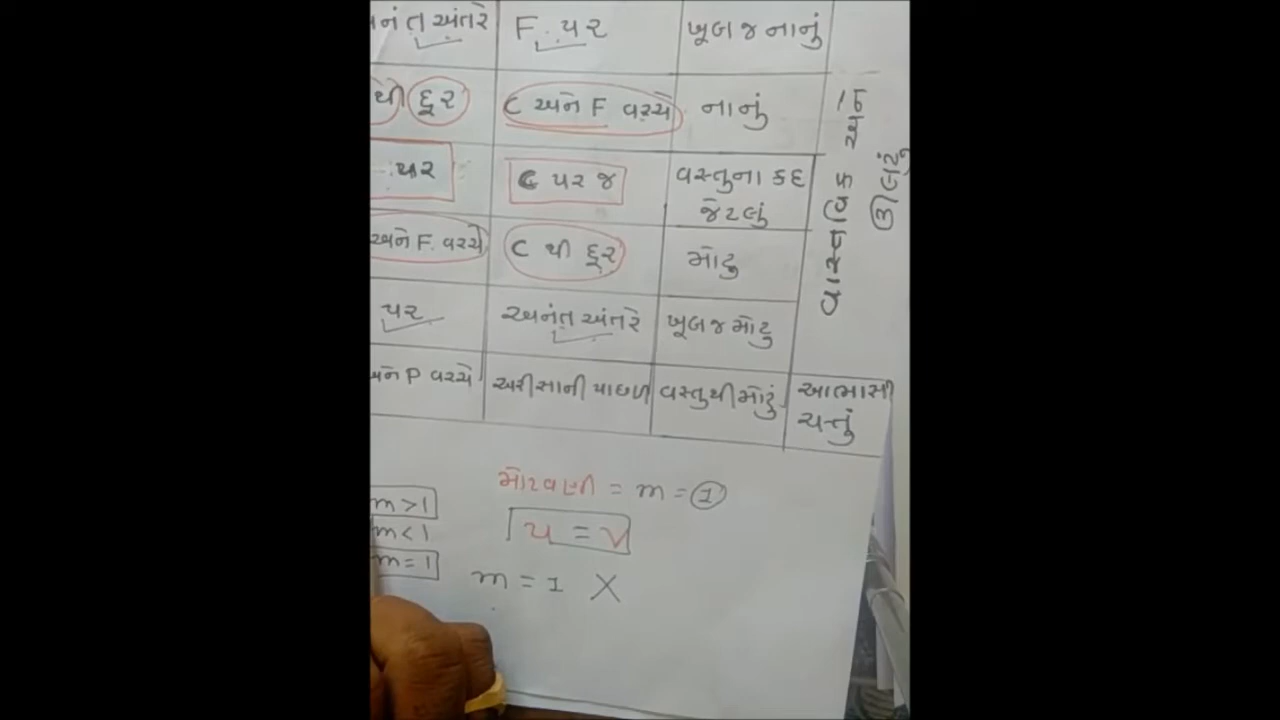 અનંત અંતરે F પર ખૂબ જ નાનું
થી દૂર C અને F વચ્ચે નાનું
પર C પર જ વસ્તુના કદ
જેટલું
અને F વચ્ચે C થી દૂર મોટુ
પર અનંત અંતરે ખૂબ જ મોટુ
વાસ્તવિક અને
ઊલટું
અને P વચ્ચે અરીસાની પાછળ વસ્તુથી મોટું આભાસી
ચત્તું
મોટવણી = m = 1
m > 1
m < 1
m = 1
u = v
m = 1 X